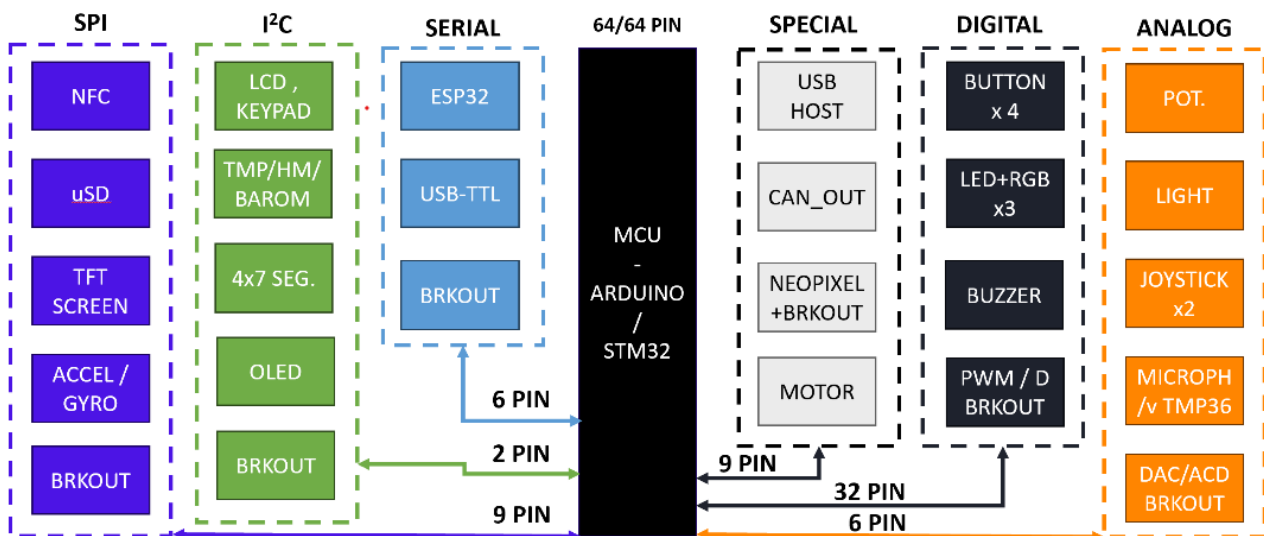 SPI
I²C
SERIAL
64/64 PIN
SPECIAL
DIGITAL
ANALOG
NFC
uSD
TFT
SCREEN
ACCEL /
GYRO
BRKOUT
LCD ,
KEYPAD
TMP/HM/
BAROM
4x7 SEG.
OLED
BRKOUT
ESP32
USB-TTL
BRKOUT
6 PIN
2 PIN
9 PIN
MCU
-
ARDUINO
/
STM32
USB
HOST
CAN_OUT
NEOPIXEL
+BRKOUT
MOTOR
9 PIN
32 PIN
6 PIN
BUTTON
x 4
LED+RGB
x3
BUZZER
PWM / D
BRKOUT
POT.
LIGHT
JOYSTICK
x2
MICROPH
/v TMP36
DAC/ACD
BRKOUT